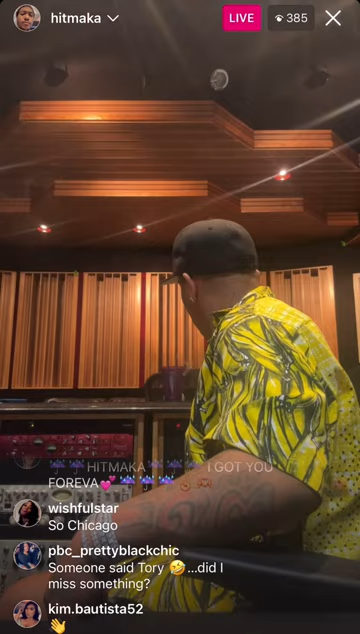 hitmaka
LIVE
385
HITMAKA I GOT YOU
FOREVA
wishfulstar
So Chicago
pbc_prettyblackchic
Someone said Tory 🤣...did I
miss something?
kim.bautista52
👋